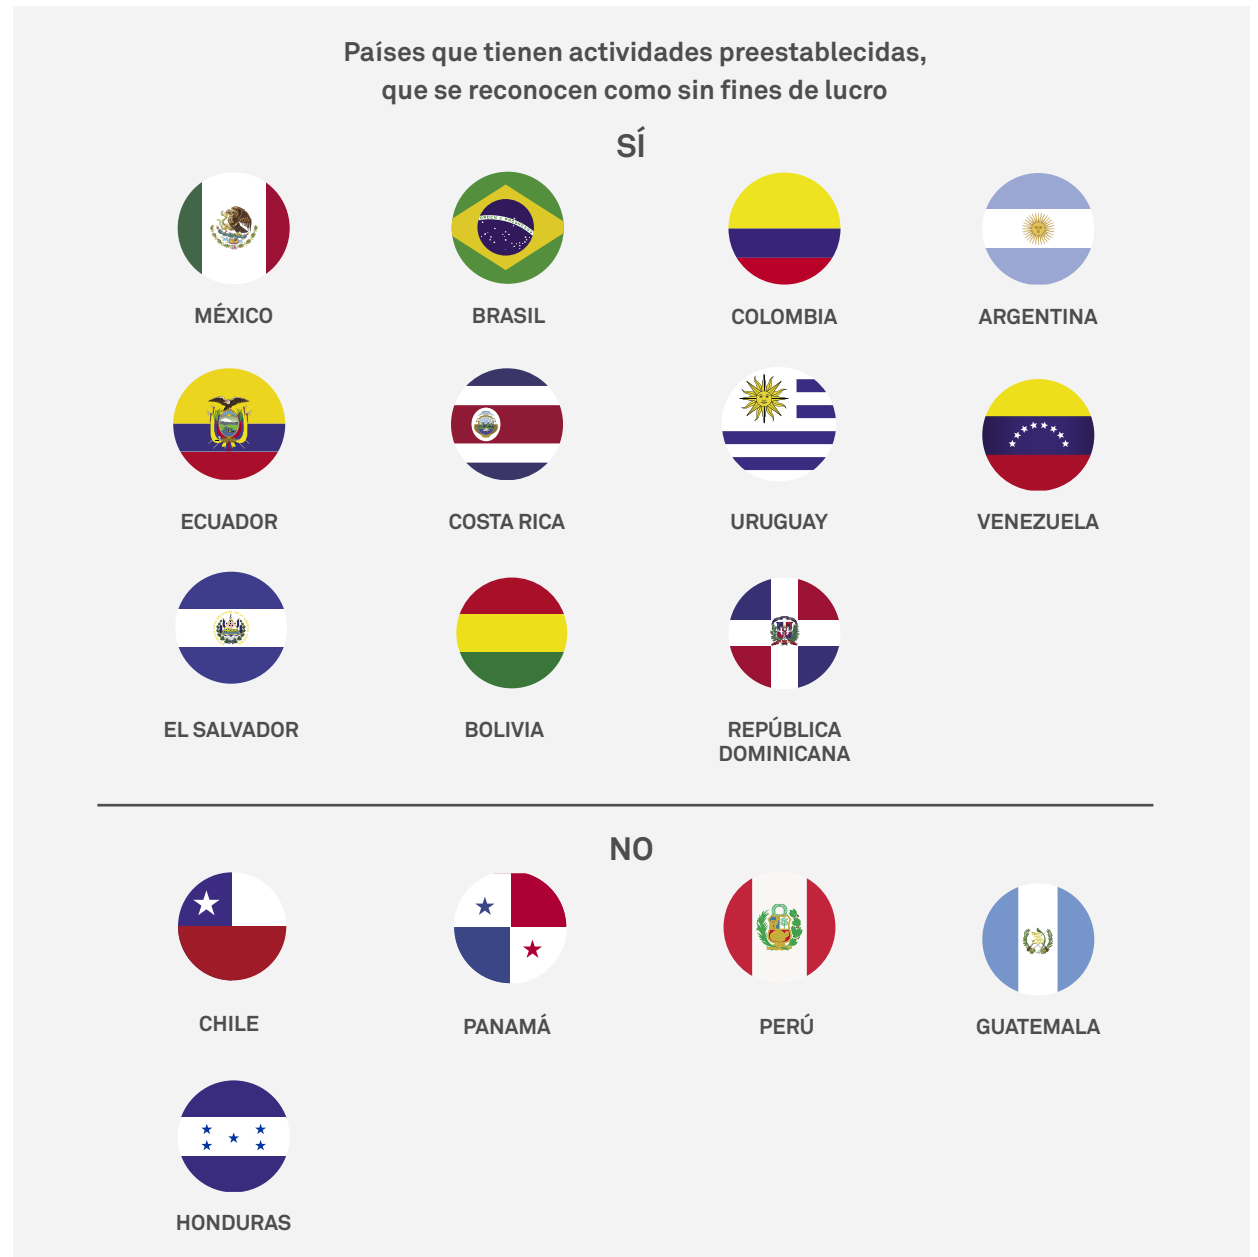 Países que tienen actividades preestablecidas,
que se reconocen como sin fines de lucro
SÍ
MÉXICO
BRASIL
COLOMBIA
ARGENTINA
ECUADOR
COSTA RICA
URUGUAY
VENEZUELA
EL SALVADOR
BOLIVIA
REPÚBLICA
DOMINICANA
NO
CHILE
PANAMÁ
PERÚ
GUATEMALA
HONDURAS